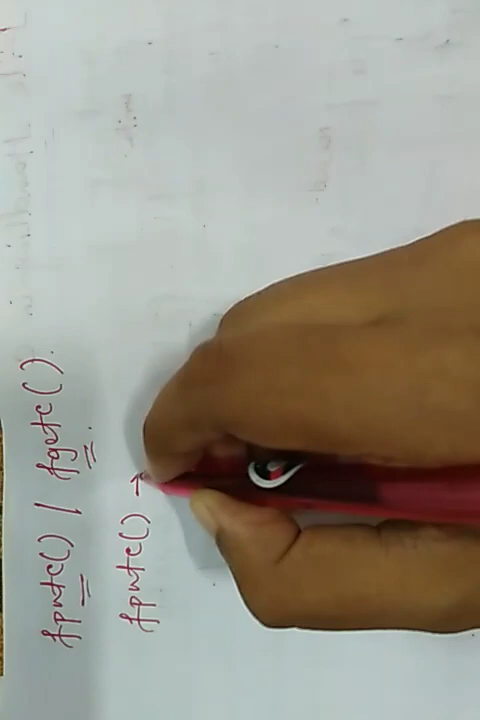 fputc() / fgetc().
fputc() →